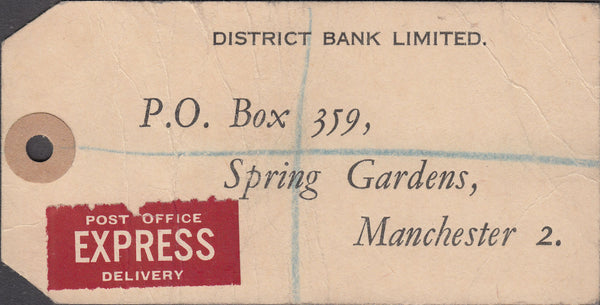 DISTRICT BANK LIMITED.
P.O. Box 359,
Spring Gardens,
Manchester 2.
POST OFFICE
EXPRESS
DELIVERY